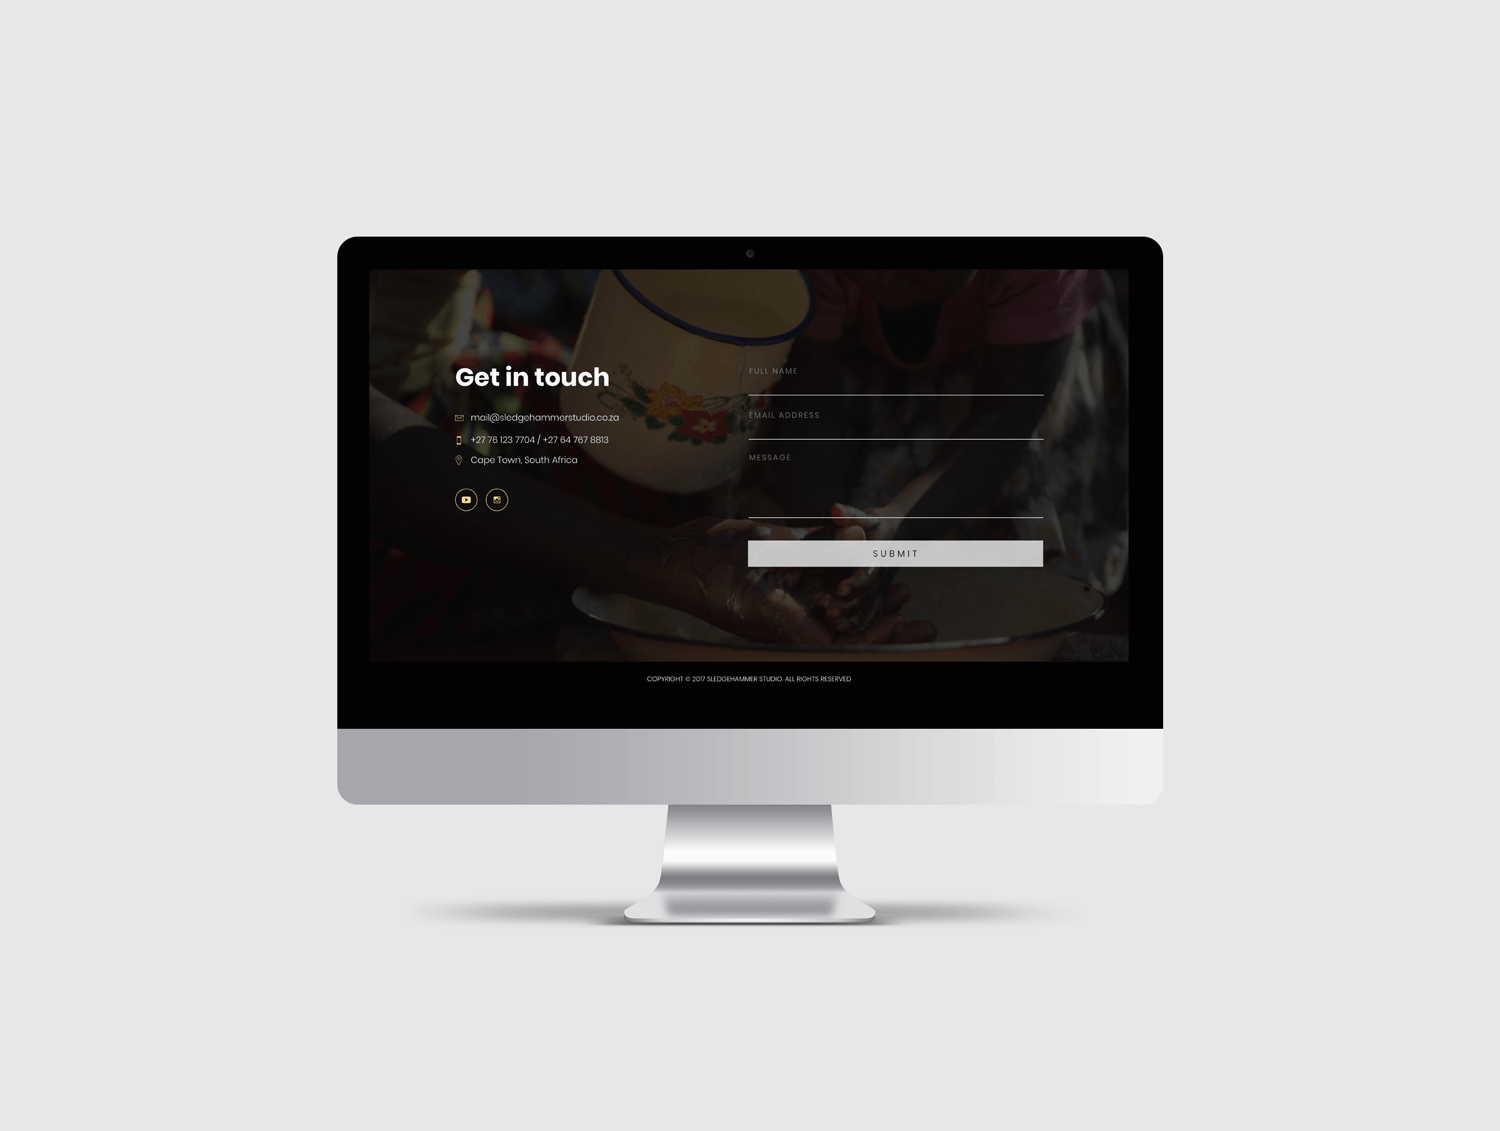 Get in touch
mail@sledgehammerstudio.co.za
+27 76 123 7704 / +27 64 767 8813
Cape Town, South Africa
FULL NAME
EMAIL ADDRESS
MESSAGE
SUBMIT
COPYRIGHT © 2017 SLEDGEHAMMER STUDIO. ALL RIGHTS RESERVED